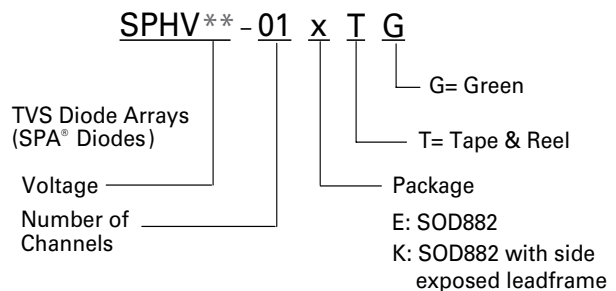 SPHV**-01 x T G
G= Green
TVS Diode Arrays
(SPA® Diodes)
T= Tape & Reel
Voltage
Package
Number of
Channels
E: SOD882
K: SOD882 with side
exposed leadframe